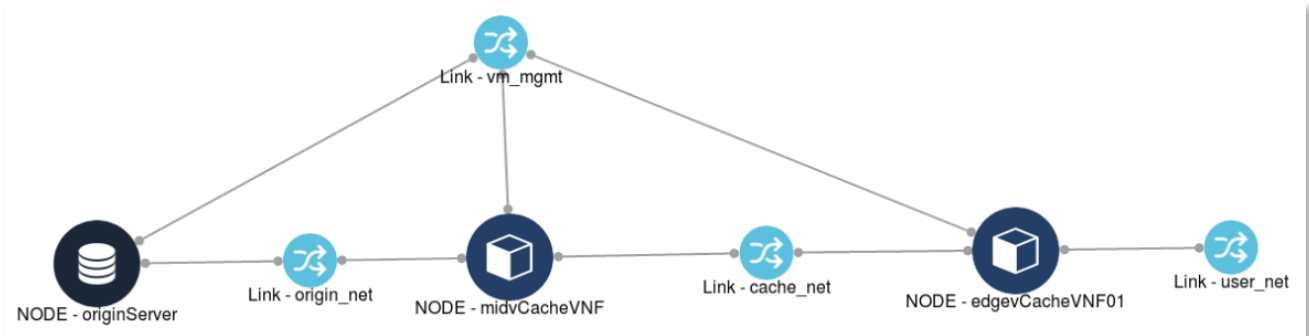 Link - vm_mgmt
NODE - originServer
Link - origin_net
NODE - midvCacheVNF
Link - cache_net
NODE - edgevCacheVNF01
Link - user_net